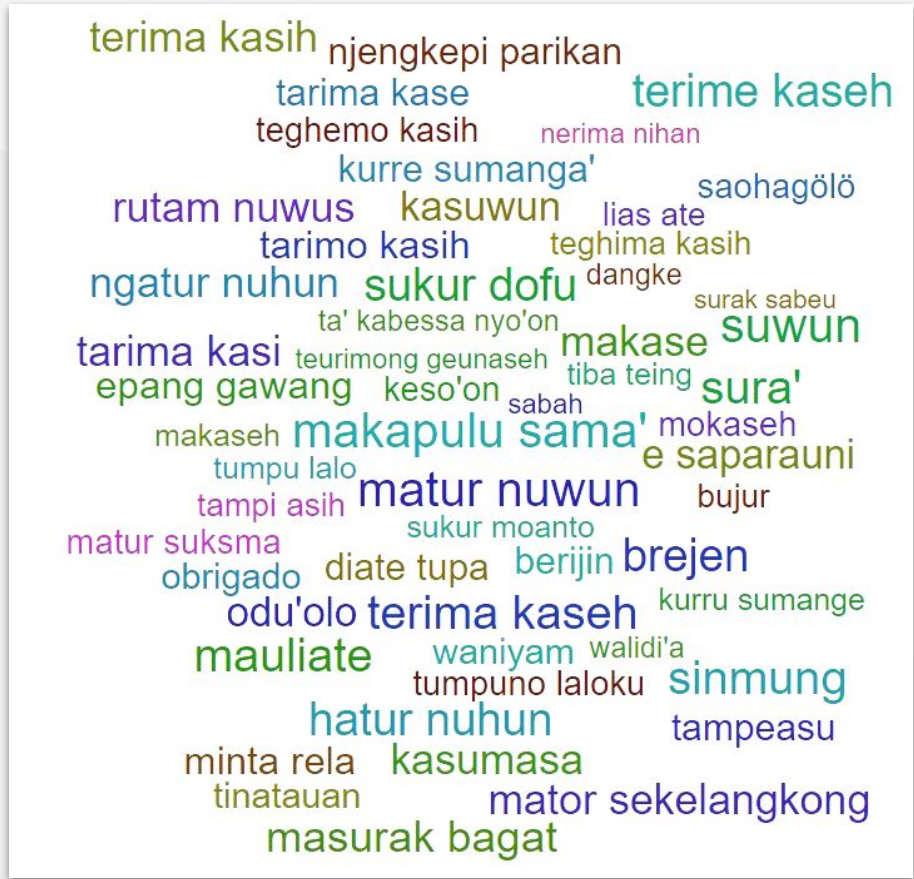 terima kasih
njengkepi parikan
tarima kase
terime kaseh
teghemo kasih
nerima nihan
kurre sumanga'
saohagölö
rutam nuwus
kasuwun
lias ate
tarimo kasih
teghima kasih
ngatur nuhun
sukur dofu
dangke
surak sabeu
ta' kabessa nyo'on
suwun
tarima kasi
teurimong geunaseh
makase
epang gawang
keso'on
tiba teing
sura'
sabah
makaseh
makapulu sama'
mokaseh
e saparauni
tumpu lalo
tampi asih
matur nuwun
bujur
sukur moanto
matur suksma
obrigado
diate tupa
berijin
brejen
odu'olo
terima kaseh
kurru sumange
mauliate
waniyam
walidi'a
tumpuno laloku
sinmung
hatur nuhun
tampeasu
minta rela
kasumasa
tinatauan
mator sekelangkong
masurak bagat